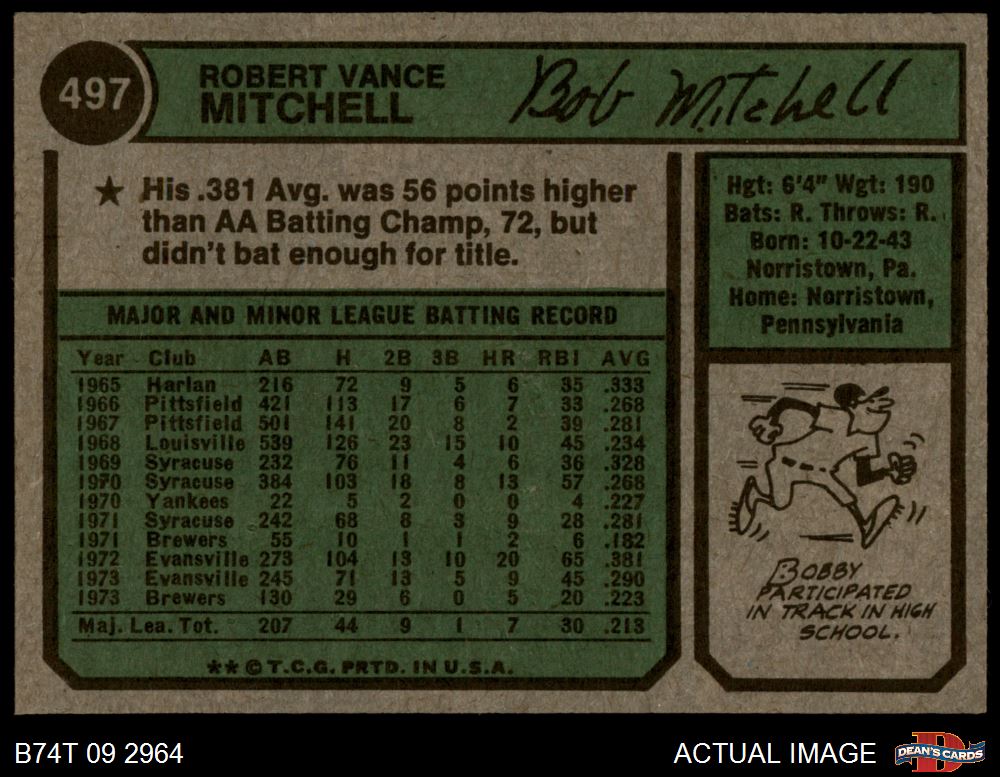 497
ROBERT VANCE
MITCHELL
Bob Mitchell
★ His .381 Avg. was 56 points higher
than AA Batting Champ, 72, but
didn't bat enough for title.
Hgt: 6'4" Wgt: 190
Bats: R. Throws: R.
Born: 10-22-43
Norristown, Pa.
Home: Norristown,
Pennsylvania
MAJOR AND MINOR LEAGUE BATTING RECORD
Year Club AB H 2B 3B HR RBI AVG
1965 Harlan 216 72 9 5 6 35 .333
1966 Pittsfield 421 113 17 6 7 33 .268
1967 Pittsfield 501 141 20 8 2 39 .281
1968 Louisville 539 126 23 15 10 45 .234
1969 Syracuse 232 76 11 4 6 36 .328
1970 Syracuse 384 103 18 8 13 57 .268
1970 Yankees 22 5 2 0 0 4 .227
1971 Syracuse 242 68 8 3 9 28 .281
1971 Brewers 55 10 1 1 2 6 .182
1972 Evansville 273 104 13 10 20 65 .381
1973 Evansville 245 71 13 5 9 45 .290
1973 Brewers 130 29 6 0 5 20 .223
Maj. Lea. Tot. 207 44 9 1 7 30 .213
** © T.C.G. PRTD. IN U.S.A.
BOBBY
PARTICIPATED
IN TRACK IN HIGH
SCHOOL.
B74T 09 2964
ACTUAL IMAGE
DEAN'S CARDS